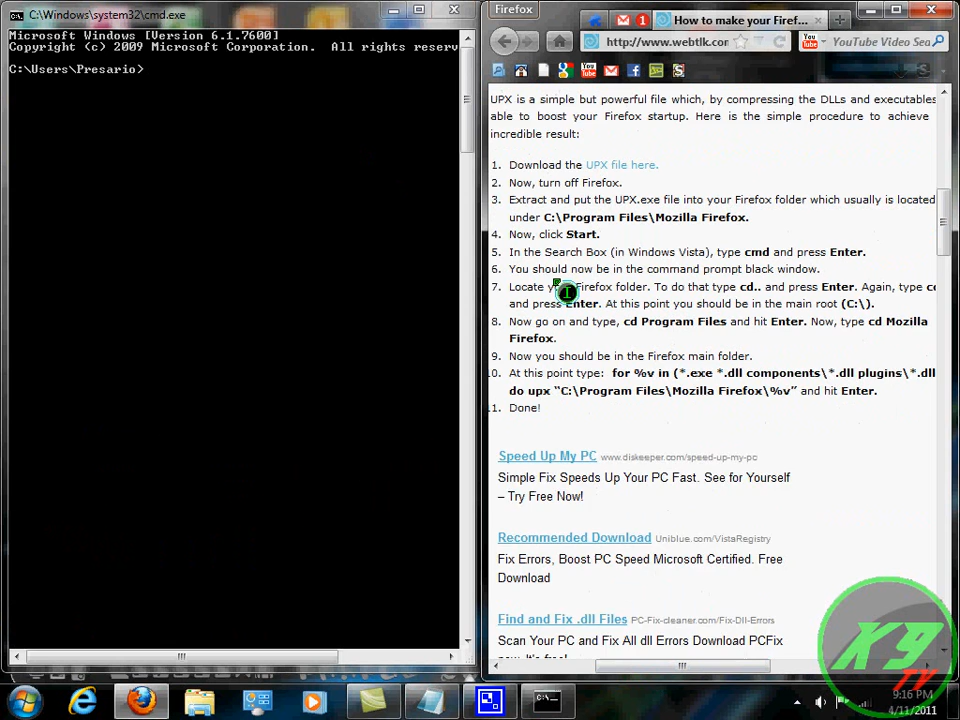 C:\Windows\system32\cmd.exe
Microsoft Windows [Version 6.1.7600]
Copyright (c) 2009 Microsoft Corporation.  All rights reserv
C:\Users\Presario>
Firefox
1
How to make your Firef...
http://www.webtlk.con
YouTube Video Sea
UPX is a simple but powerful file which, by compressing the DLLs and executables
able to boost your Firefox startup. Here is the simple procedure to achieve
incredible result:
1. Download the UPX file here.
2. Now, turn off Firefox.
3. Extract and put the UPX.exe file into your Firefox folder which usually is located
under C:\Program Files\Mozilla Firefox.
4. Now, click Start.
5. In the Search Box (in Windows Vista), type cmd and press Enter.
6. You should now be in the command prompt black window.
7. Locate Firefox folder. To do that type cd.. and press Enter. Again, type cd
and press Enter. At this point you should be in the main root (C:\).
8. Now go on and type, cd Program Files and hit Enter. Now, type cd Mozilla
Firefox.
9. Now you should be in the Firefox main folder.
10. At this point type: for %v in (*.exe *.dll components\*.dll plugins\*.dll
do upx “C:\Program Files\Mozilla Firefox\%v” and hit Enter.
11. Done!
Speed Up My PC www.diskeeper.com/speed-up-my-pc
Simple Fix Speeds Up Your PC Fast. See for Yourself
– Try Free Now!
Recommended Download Uniblue.com/VistaRegistry
Fix Errors, Boost PC Speed Microsoft Certified. Free
Download
Find and Fix .dll Files PC-Fix-cleaner.com/Fix-Dll-Errors
Scan Your PC and Fix All dll Errors Download PCFix
now. It's free!
K9
TV
9:16 PM
4/11/2011